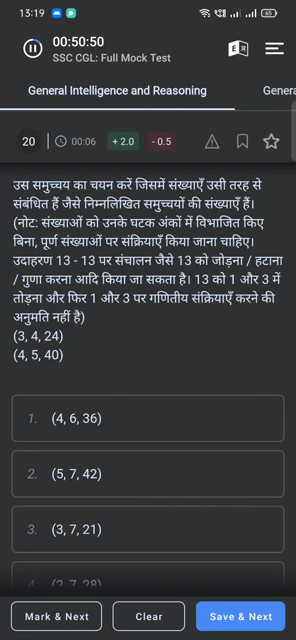 13:19
00:50:50
SSC CGL: Full Mock Test
General Intelligence and Reasoning
Genera
20
00:06
+ 2.0
- 0.5
उस समुच्चय का चयन करें जिसमें संख्याएँ उसी तरह से
संबंधित हैं जैसे निम्नलिखित समुच्चयों की संख्याएँ हैं।
(नोट: संख्याओं को उनके घटक अंकों में विभाजित किए
बिना, पूर्ण संख्याओं पर संक्रियाएँ किया जाना चाहिए।
उदाहरण 13 - 13 पर संचालन जैसे 13 को जोड़ना / हटाना
/ गुणा करना आदि किया जा सकता है। 13 को 1 और 3 में
तोड़ना और फिर 1 और 3 पर गणितीय संक्रियाएँ करने की
अनुमति नहीं है)
(3, 4, 24)
(4, 5, 40)
1. (4, 6, 36)
2. (5, 7, 42)
3. (3, 7, 21)
4. (2, 7, 28)
Mark & Next
Clear
Save & Next